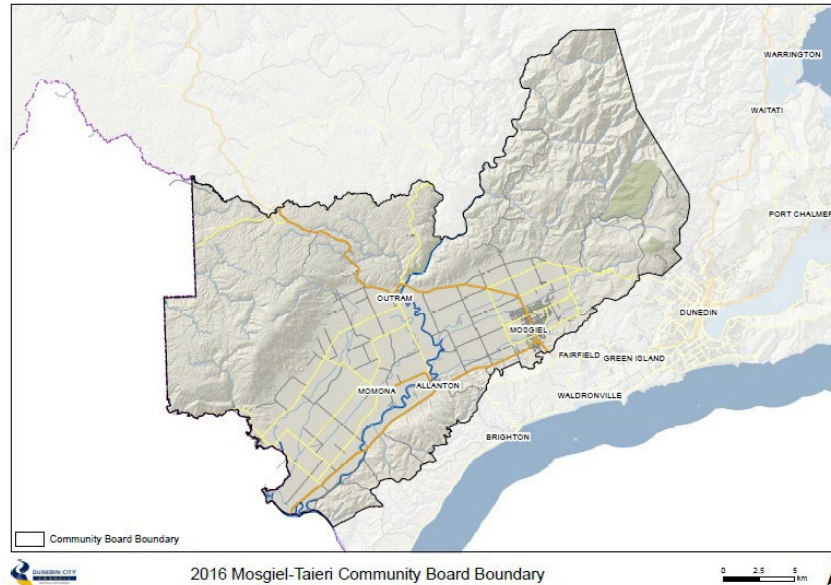 WARRINGTON
WAITATI
PORT CHALMER
OUTRAM
DUNEDIN
MOSGIEL
FAIRFIELD
GREEN ISLAND
MOMONA
ALLANTON
WALDRONVILLE
BRIGHTON
Community Board Boundary
DUNEDIN CITY
COUNCIL
2016 Mosgiel-Taieri Community Board Boundary
0 2.5 5
km